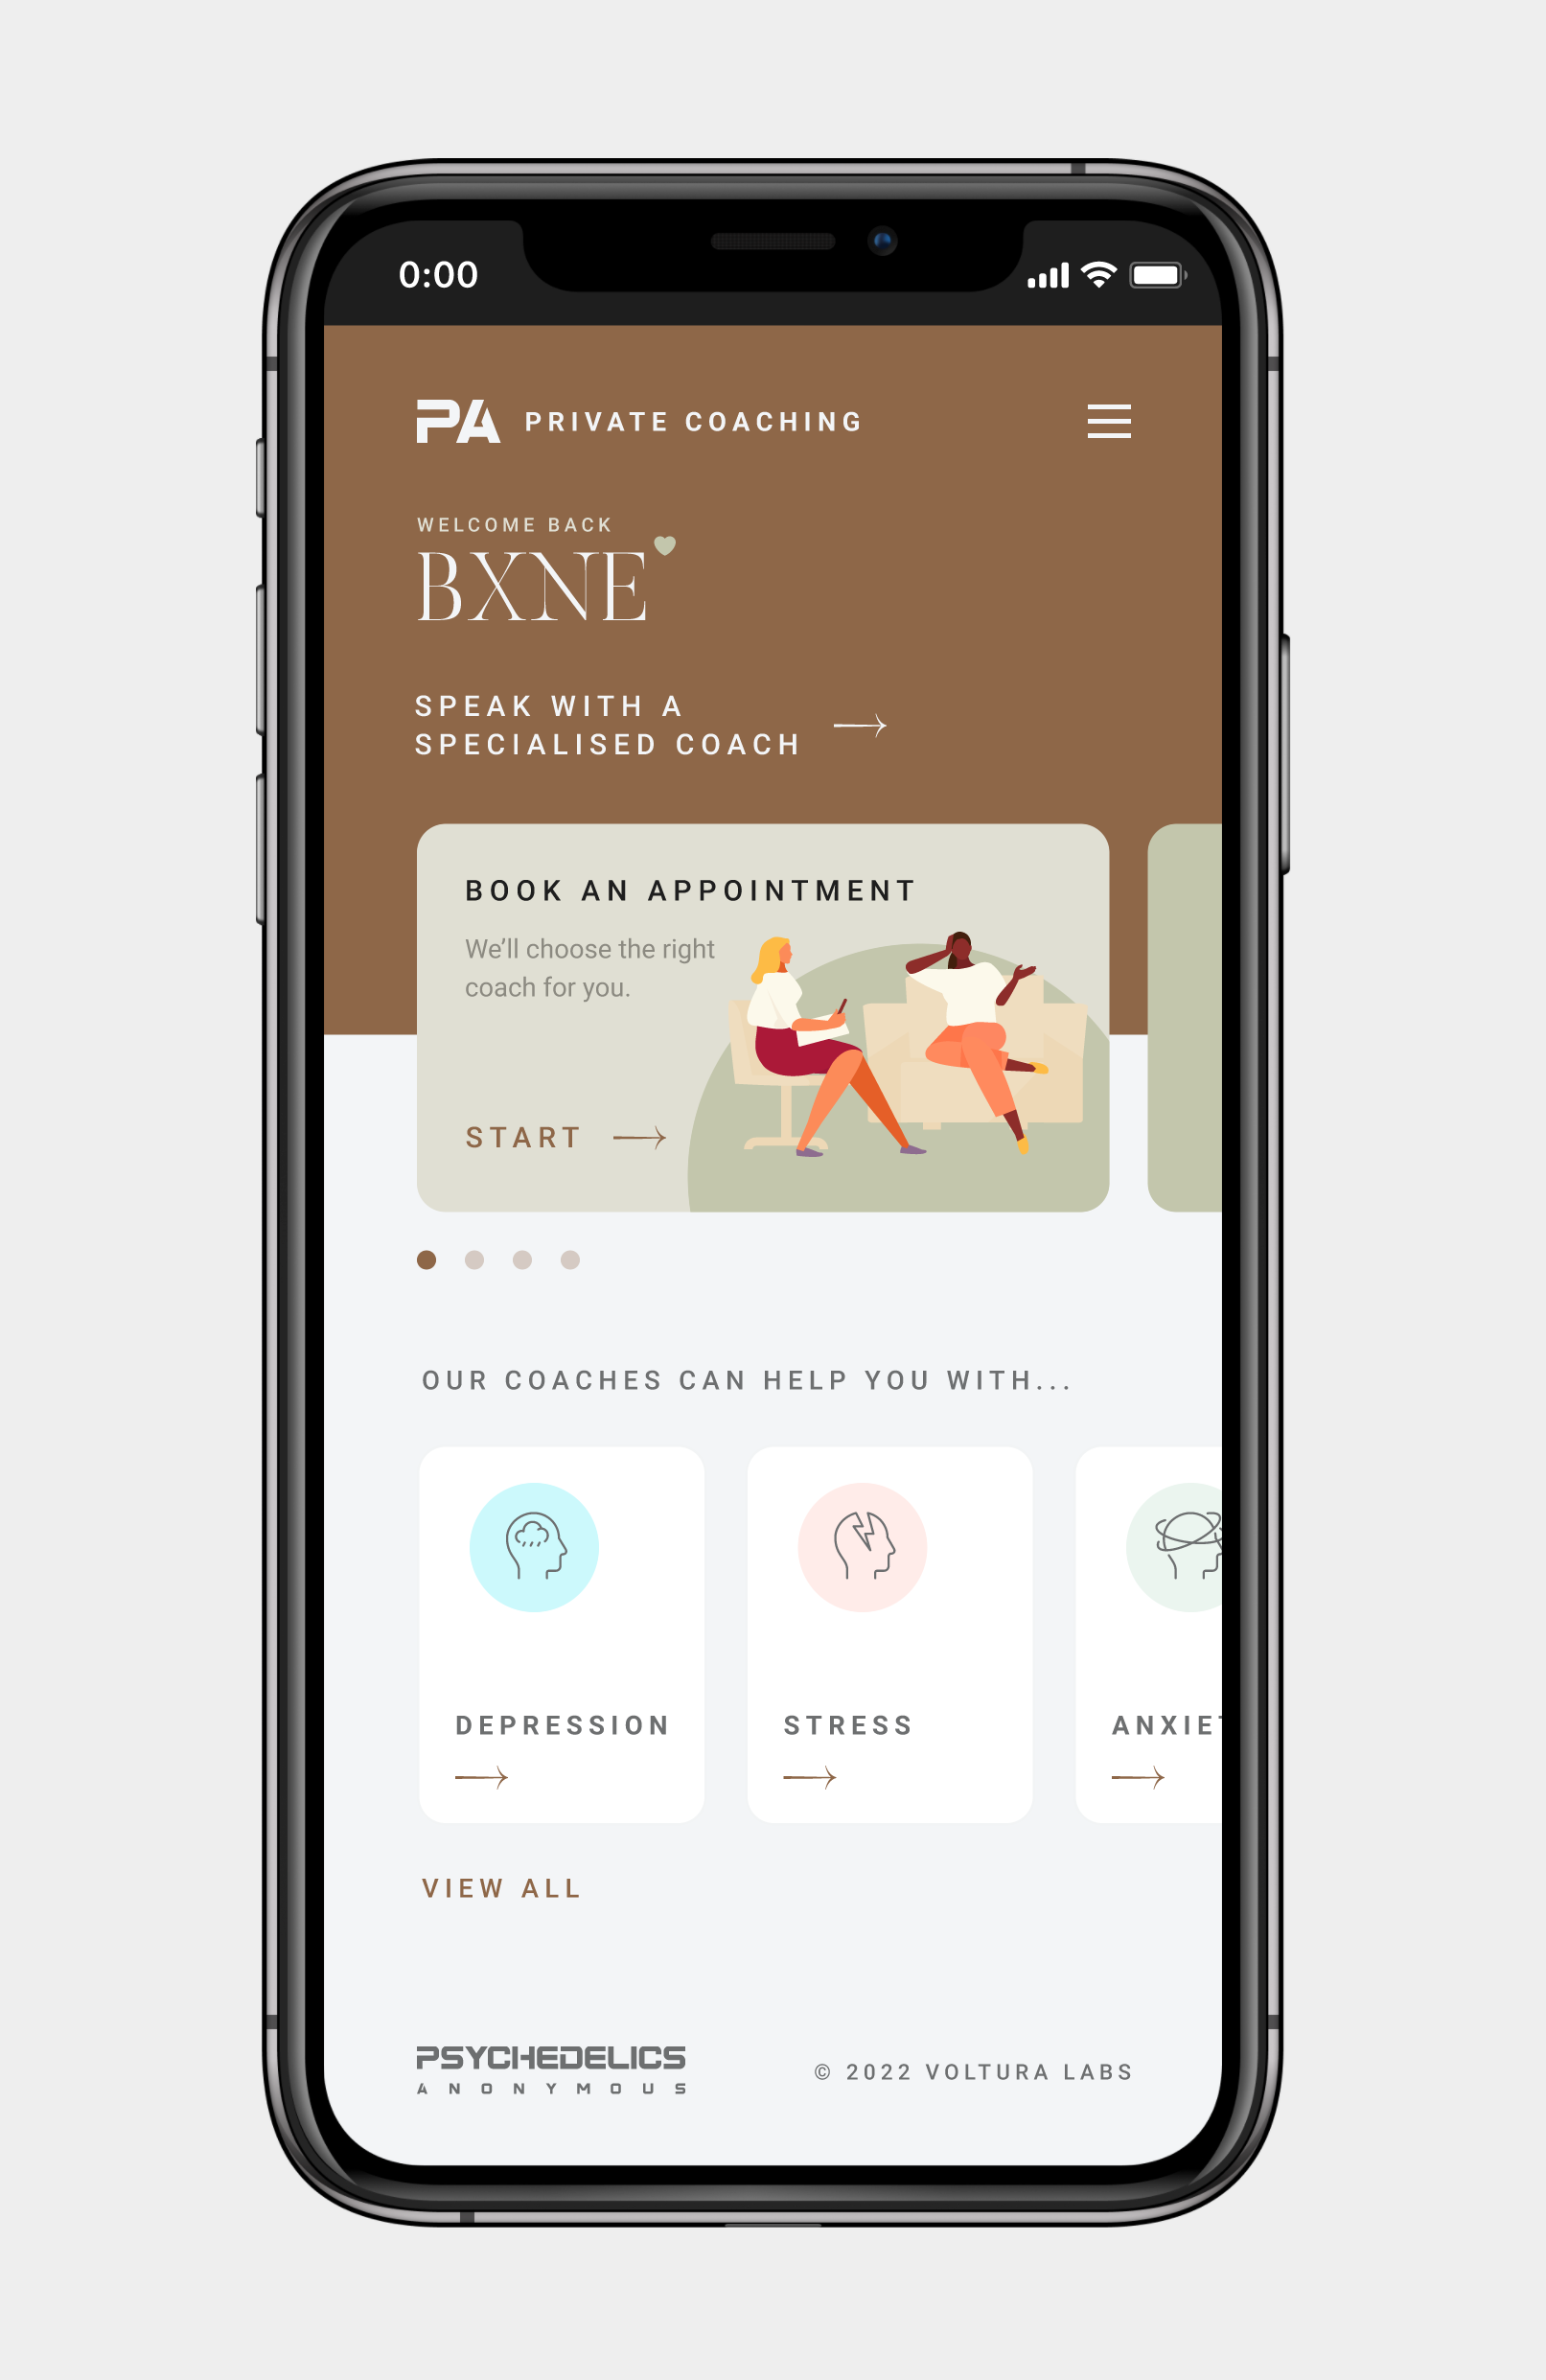 0:00
PA PRIVATE COACHING
WELCOME BACK
BXNE
SPEAK WITH A
SPECIALISED COACH
BOOK AN APPOINTMENT
We’ll choose the right
coach for you.
START
OUR COACHES CAN HELP YOU WITH...
DEPRESSION
STRESS
ANXIET
VIEW ALL
PSYCHEDELICS
ANONYMOUS
© 2022 VOLTURA LABS